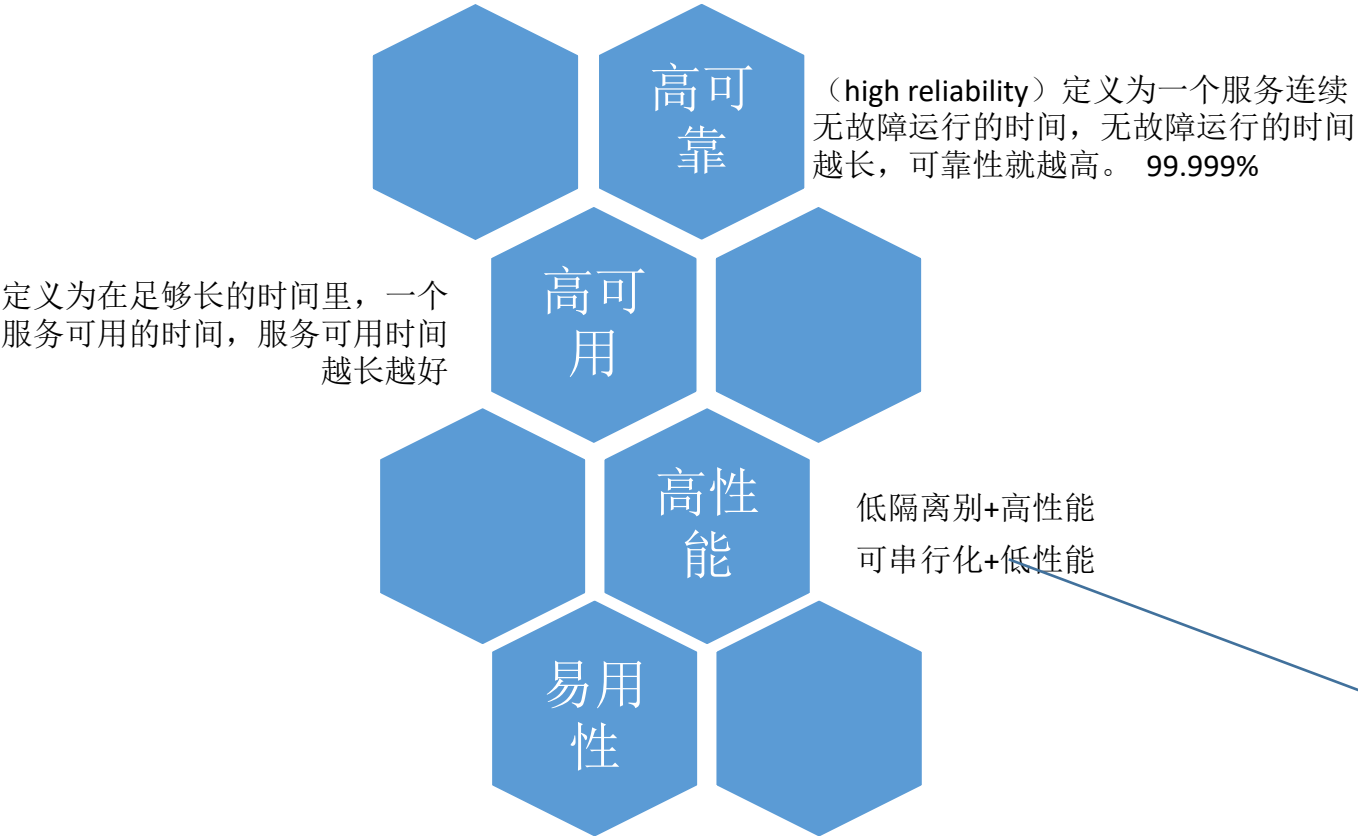 高可
靠
（high reliability）定义为一个服务连续
无故障运行的时间，无故障运行的时间
越长，可靠性就越高。 99.999%
高可
用
定义为在足够长的时间里，一个
服务可用的时间，服务可用时间
越长越好
高性
能
低隔离别+高性能
可串行化+低性能
易用
性